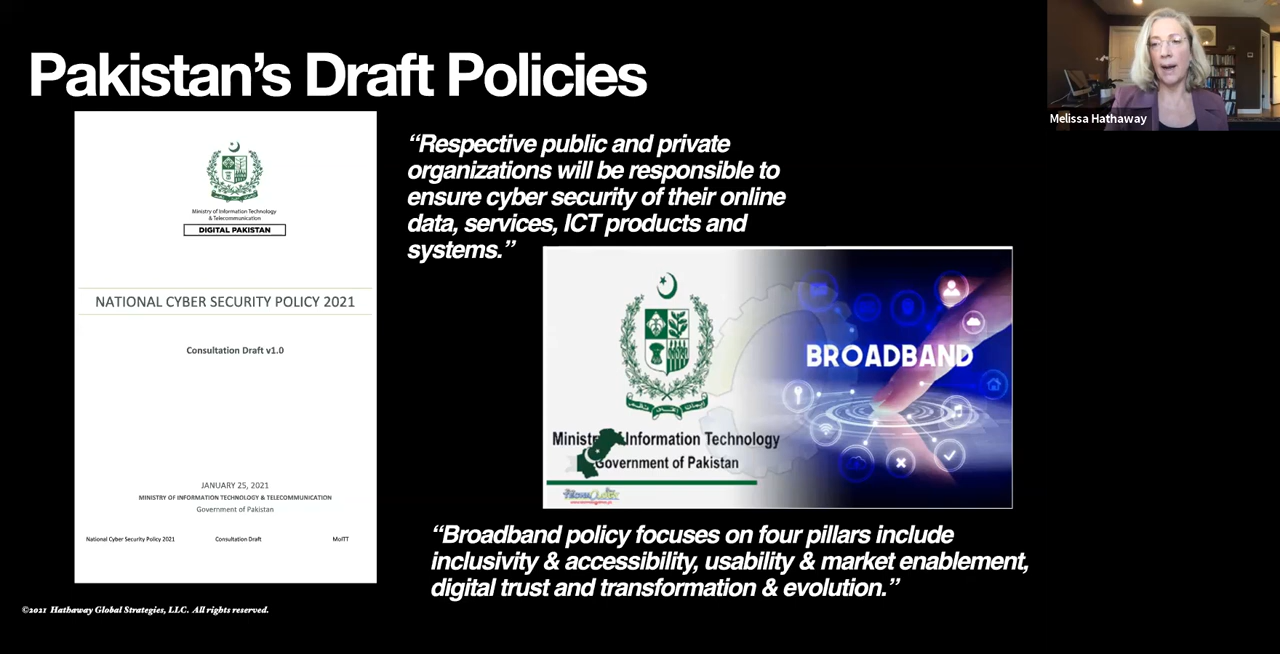 Pakistan's Draft Policies
Melissa Hathaway
Ministry of Information Technology
& Telecommunication
DIGITAL PAKISTAN
NATIONAL CYBER SECURITY POLICY 2021
Consultation Draft v1.0
JANUARY 25, 2021
MINISTRY OF INFORMATION TECHNOLOGY & TELECOMMUNICATION
Government of Pakistan
National Cyber Security Policy 2021 Consultation Draft MoITT
“Respective public and private
organizations will be responsible to
ensure cyber security of their online
data, services, ICT products and
systems.”
BROADBAND
Information Technology
Government of Pakistan
“Broadband policy focuses on four pillars include
inclusivity & accessibility, usability & market enablement,
digital trust and transformation & evolution.”
©2021 Hathaway Global Strategies, LLC. All rights reserved.